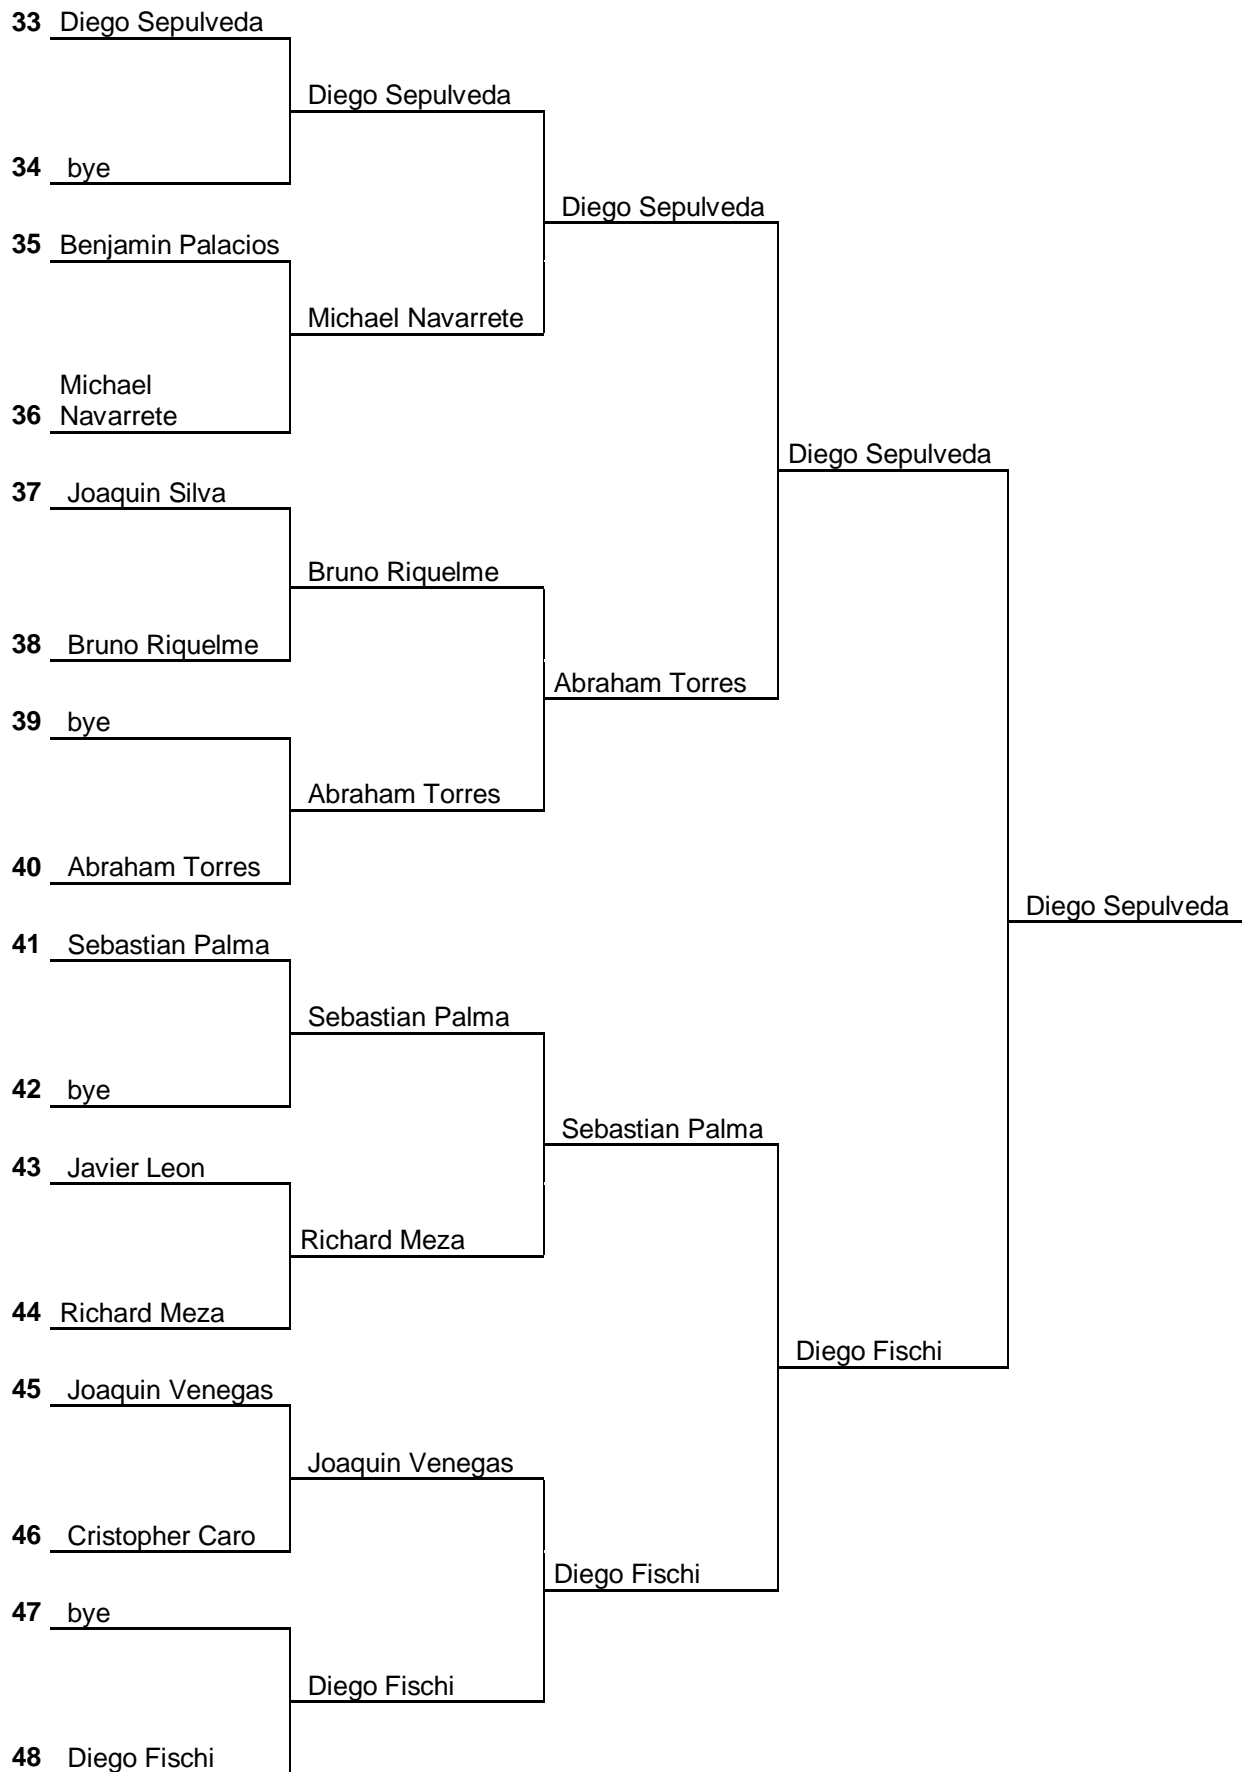 33 Diego Sepulveda
Diego Sepulveda
34 bye
Diego Sepulveda
35 Benjamin Palacios
Michael Navarrete
Michael
36 Navarrete
Diego Sepulveda
37 Joaquin Silva
Bruno Riquelme
38 Bruno Riquelme
Abraham Torres
39 bye
Abraham Torres
40 Abraham Torres
Diego Sepulveda
41 Sebastian Palma
Sebastian Palma
42 bye
Sebastian Palma
43 Javier Leon
Richard Meza
44 Richard Meza
Diego Fischi
45 Joaquin Venegas
Joaquin Venegas
46 Cristopher Caro
Diego Fischi
47 bye
Diego Fischi
48 Diego Fischi